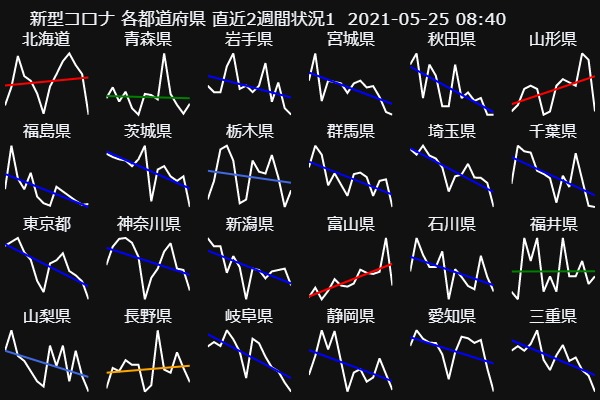 新型コロナ 各都道府県 直近2週間状況1 2021-05-25 08:40
北海道 青森県 岩手県 宮城県 秋田県 山形県
福島県 茨城県 栃木県 群馬県 埼玉県 千葉県
東京都 神奈川県 新潟県 富山県 石川県 福井県
山梨県 長野県 岐阜県 静岡県 愛知県 三重県